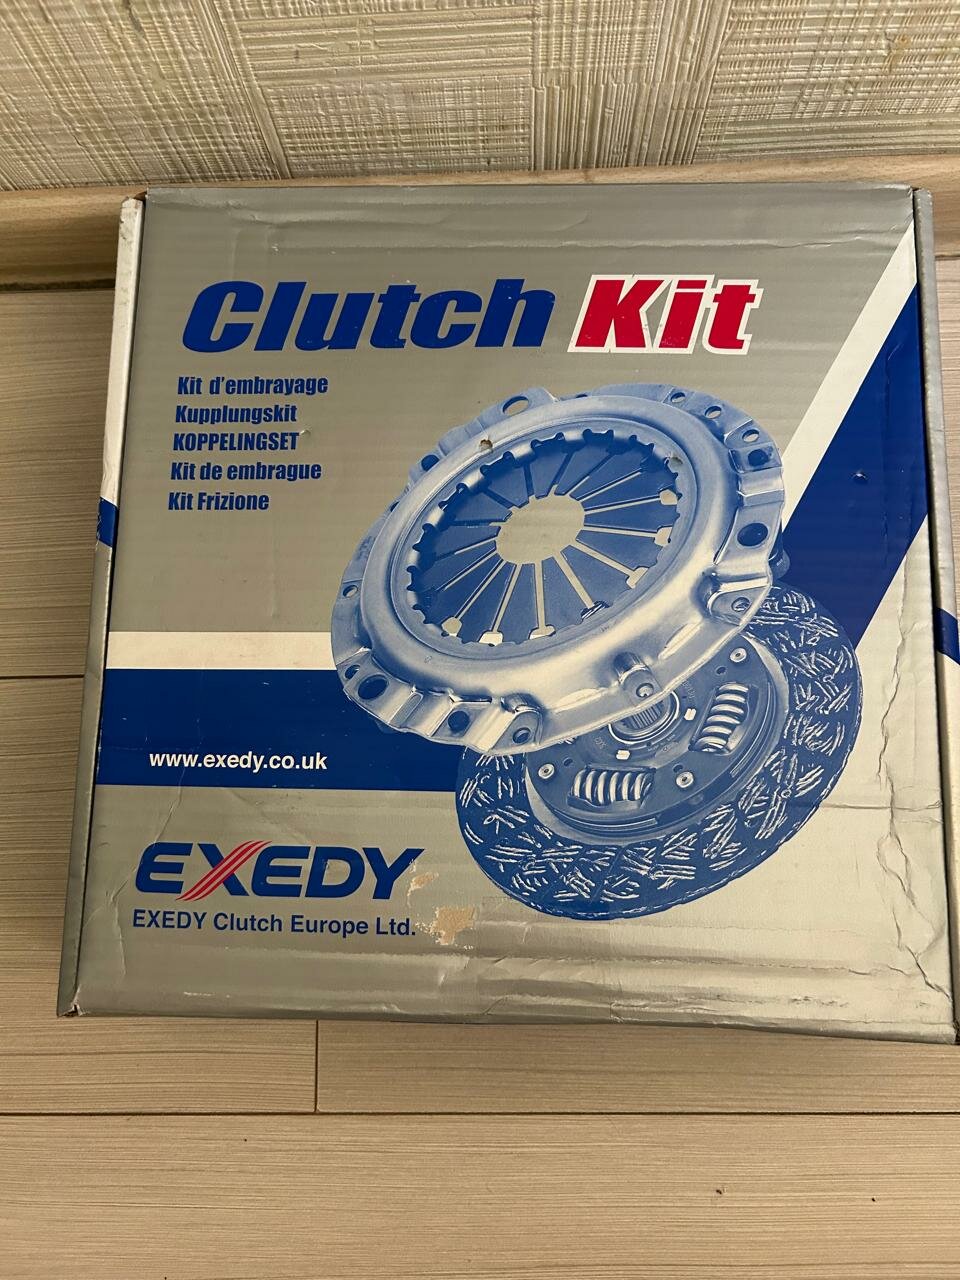 Clutch Kit
Kit d'embrayage
Kupplungskit
KOPPELINGSET
Kit de embrague
Kit Frizione
www.exedy.co.uk
EXEDY
EXEDY Clutch Europe Ltd.